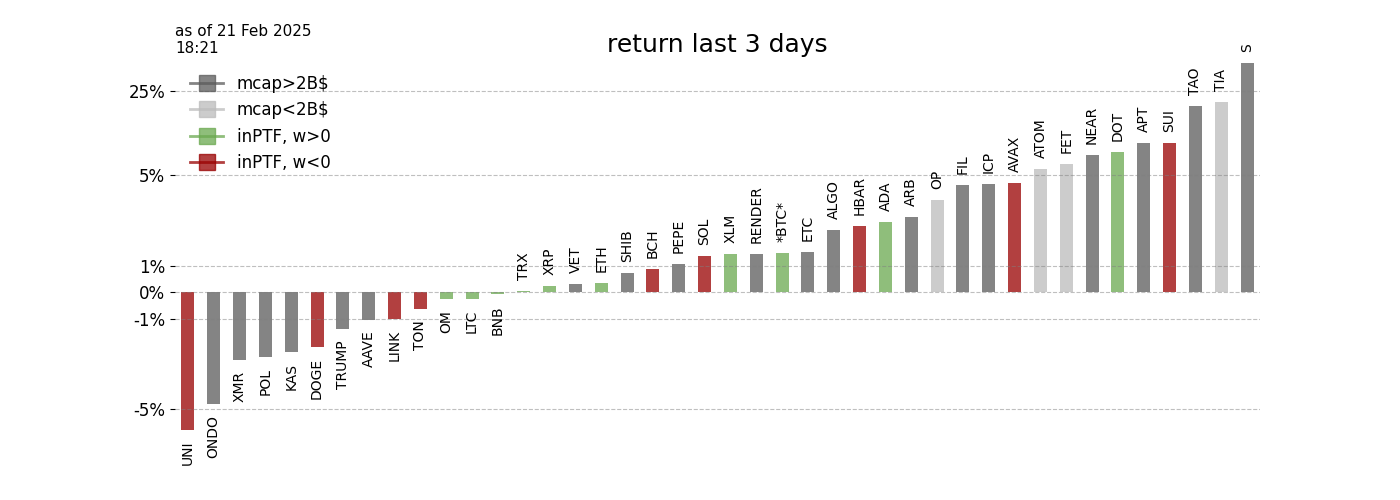 as of 21 Feb 2025
18:21
return last 3 days
mcap>2B$
mcap<2B$
inPTF, w>0
inPTF, w<0
25%
5%
1%
0%
-1%
-5%
UNI
ONDO
XMR
POL
KAS
DOGE
TRUMP
AAVE
LINK
TON
OM
LTC
BNB
TRX
XRP
VET
ETH
SHIB
BCH
PEPE
SOL
XLM
RENDER
*BTC*
ETC
ALGO
HBAR
ADA
ARB
OP
FIL
ICP
AVAX
ATOM
FET
NEAR
DOT
APT
SUI
TAO
TIA
S